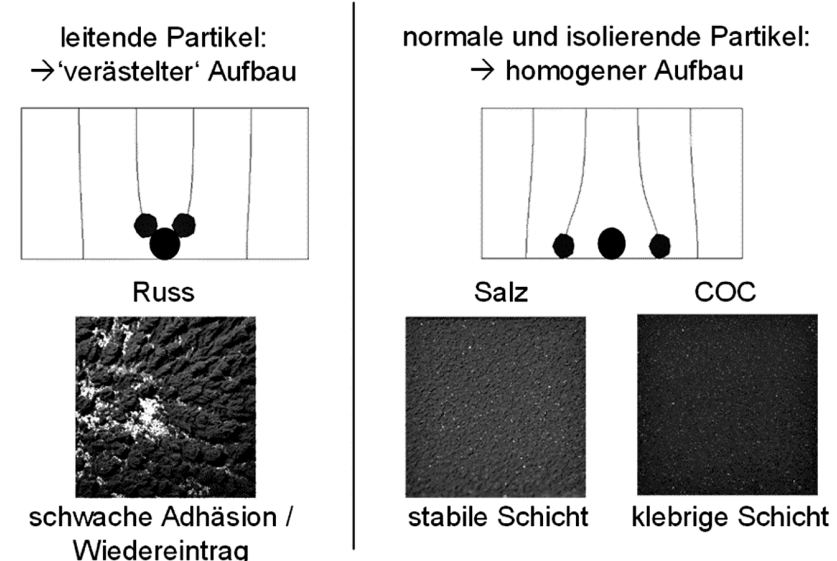 leitende Partikel:
→‘verästelter‘ Aufbau
Russ
schwache Adhäsion /
Wiedereintrag
normale und isolierende Partikel:
→ homogener Aufbau
Salz
COC
stabile Schicht
klebrige Schicht